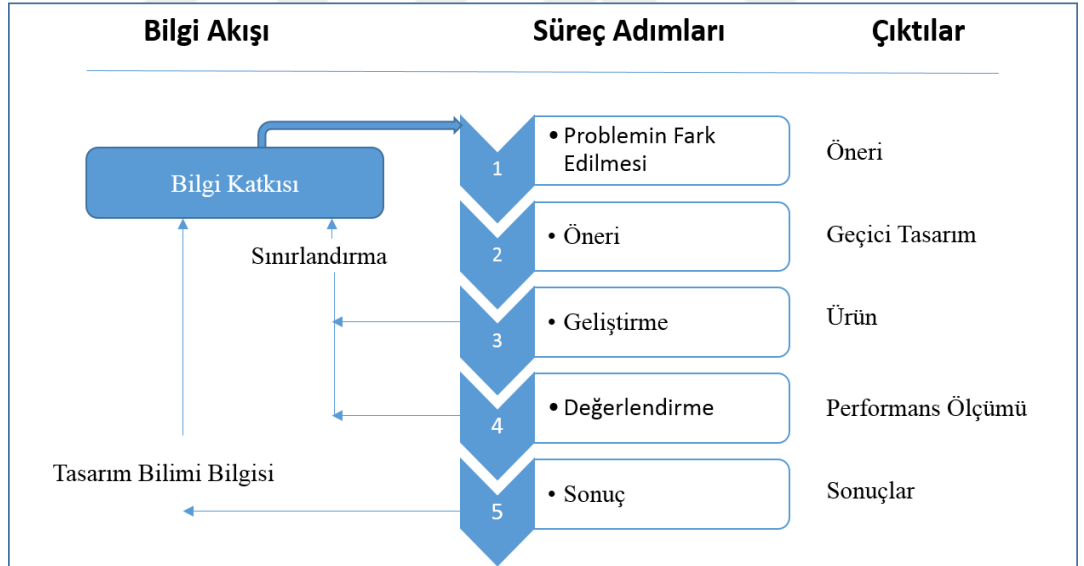 Bilgi Akışı
Süreç Adımları
Çıktılar
Bilgi Katkısı
Sınırlandırma
Tasarım Bilimi Bilgisi
1
• Problemin Fark
Edilmesi
Öneri
2
• Öneri
Geçici Tasarım
3
• Geliştirme
Ürün
4
• Değerlendirme
Performans Ölçümü
5
• Sonuç
Sonuçlar